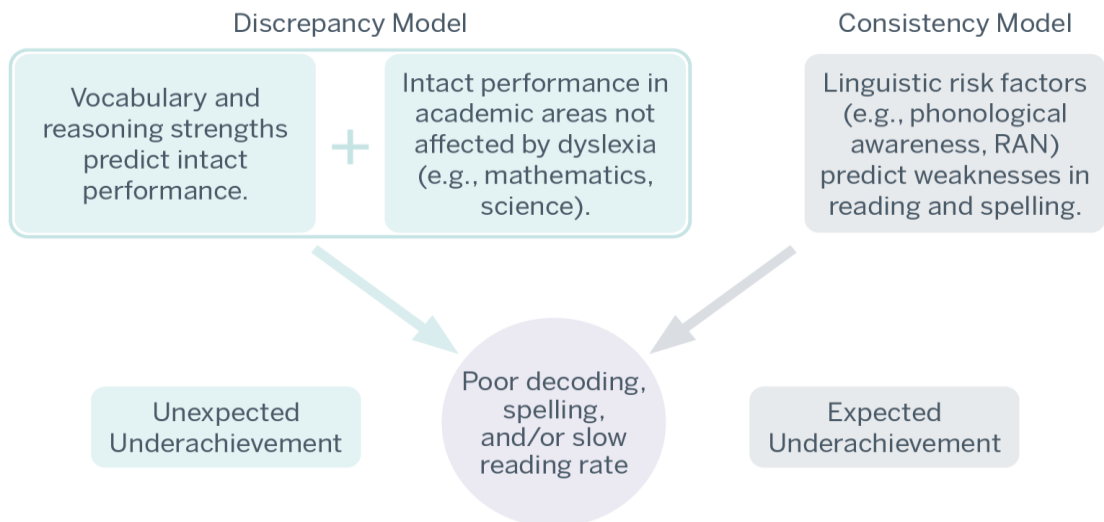 Discrepancy Model
Vocabulary and
reasoning strengths
predict intact
performance.
+
Intact performance in
academic areas not
affected by dyslexia
(e.g., mathematics,
science).
Consistency Model
Linguistic risk factors
(e.g., phonological
awareness, RAN)
predict weaknesses in
reading and spelling.
Unexpected
Underachievement
Poor decoding,
spelling,
and/or slow
reading rate
Expected
Underachievement